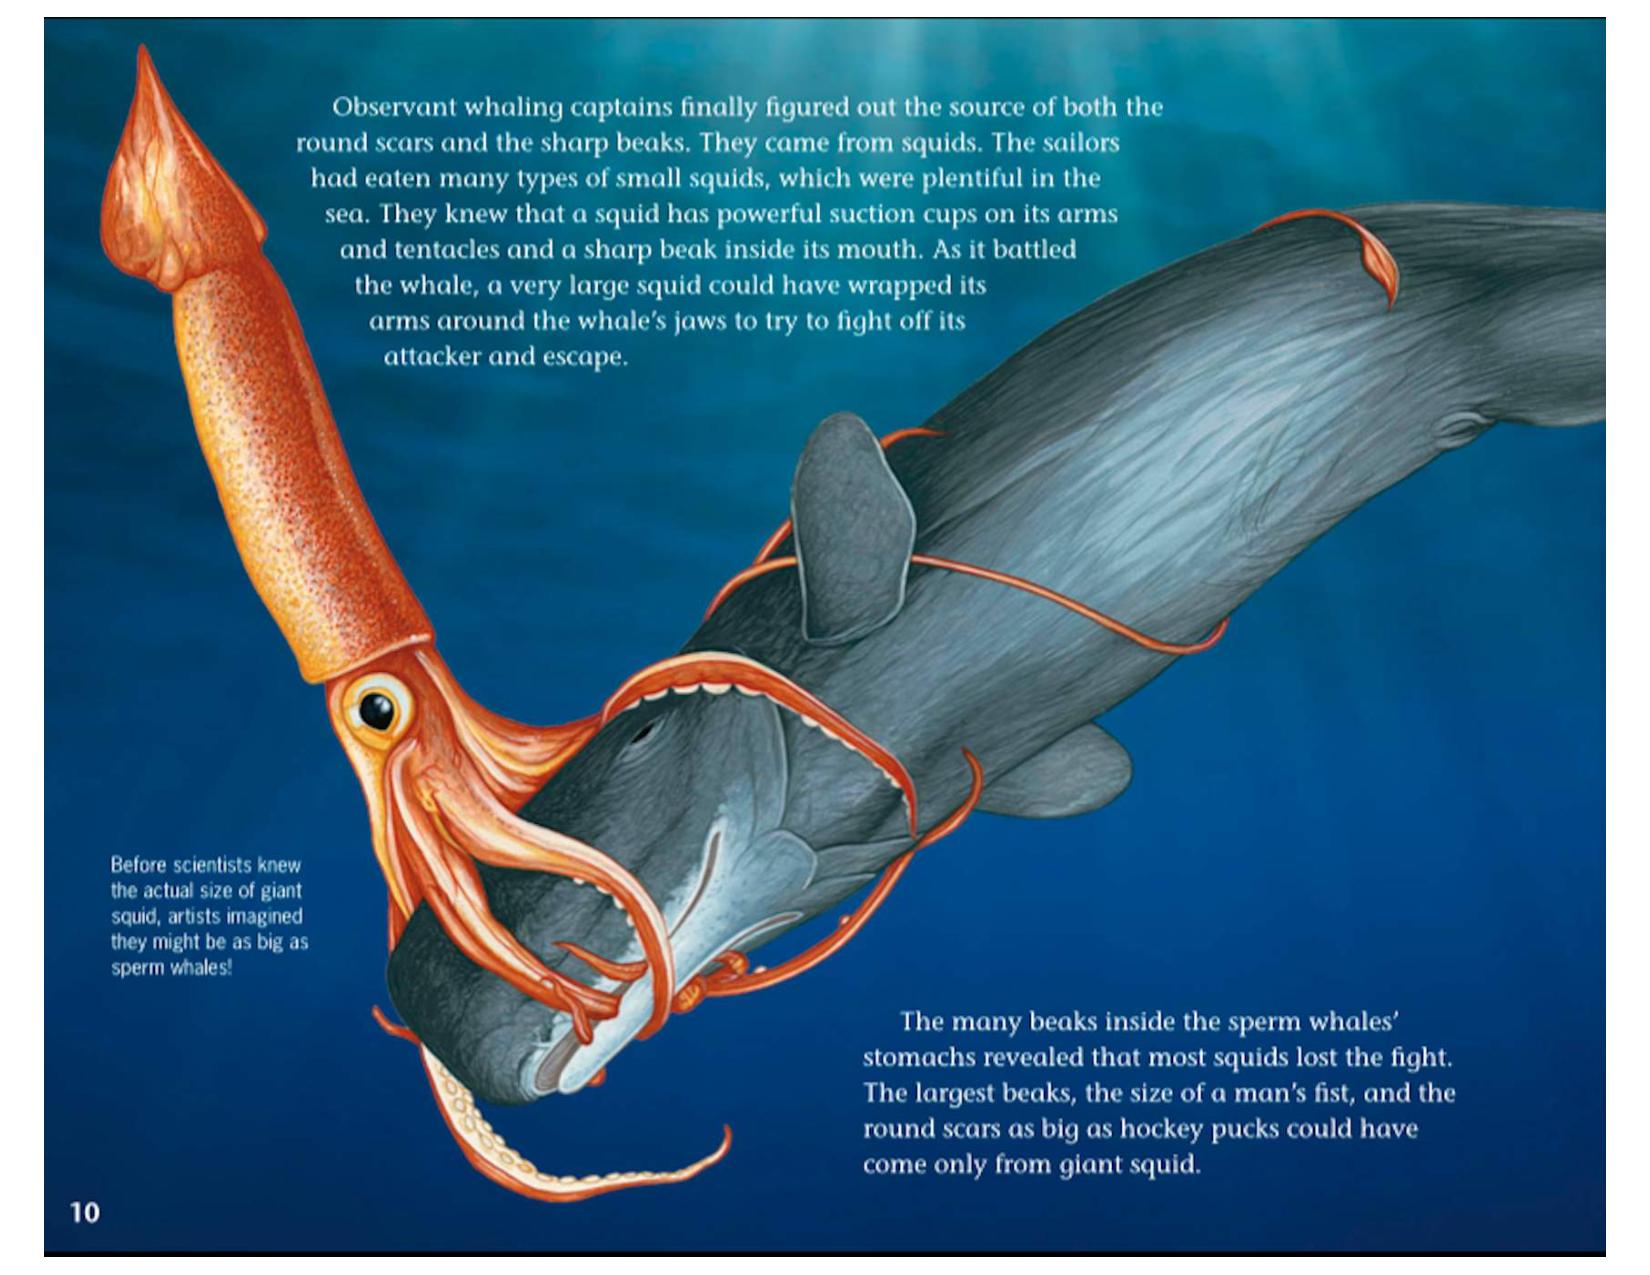 Observant whaling captains finally figured out the source of both the
round scars and the sharp beaks. They came from squids. The sailors
had eaten many types of small squids, which were plentiful in the
sea. They knew that a squid has powerful suction cups on its arms
and tentacles and a sharp beak inside its mouth. As it battled
the whale, a very large squid could have wrapped its
arms around the whale's jaws to try to fight off its
attacker and escape.
Before scientists knew
the actual size of giant
squid, artists imagined
they might be as big as
sperm whales!
The many beaks inside the sperm whales'
stomachs revealed that most squids lost the fight.
The largest beaks, the size of a man's fist, and the
round scars as big as hockey pucks could have
come only from giant squid.
10